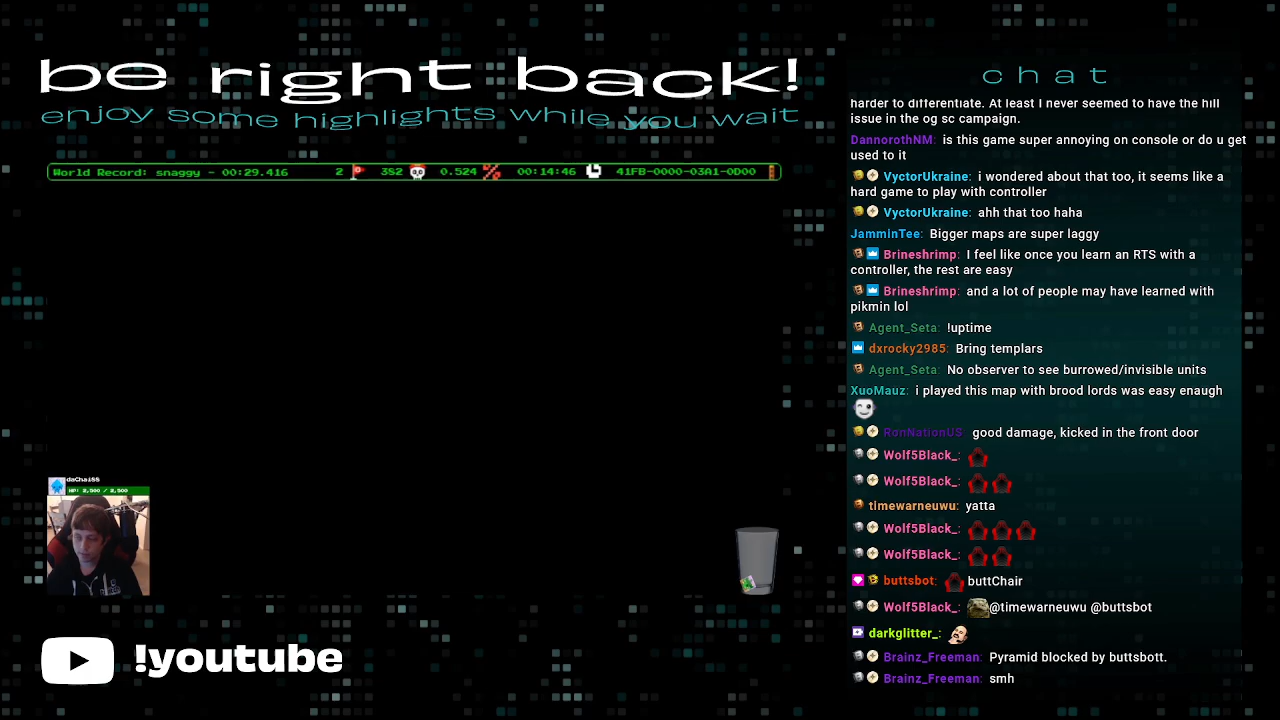 be right back!
enjoy some highlights while you wait
World Record: snaggy - 00:29.416 2 382 0.524 00:14:46 41FB-0000-03A1-0D00
daChai88
HP: 2,500 / 2,500
!youtube
chat
harder to differentiate. At least I never seemed to have the hill
issue in the og sc campaign.
DannorothNM: is this game super annoying on console or do u get
used to it
VyctorUkraine: i wondered about that too, it seems like a
hard game to play with controller
VyctorUkraine: ahh that too haha
JamminTee: Bigger maps are super laggy
Brineshrimp: I feel like once you learn an RTS with a
controller, the rest are easy
Brineshrimp: and a lot of people may have learned with
pikmin lol
Agent_Seta: !uptime
dxrocky2985: Bring templars
Agent_Seta: No observer to see burrowed/invisible units
XuoMauz: i played this map with brood lords was easy enaugh
RonNationUS: good damage, kicked in the front door
Wolf5Black_:
Wolf5Black_:
timewarneuwu: yatta
Wolf5Black_:
Wolf5Black_:
buttsbot: buttChair
Wolf5Black_: @timewarneuwu @buttsbot
darkglitter_:
Brainz_Freeman: Pyramid blocked by buttsbott.
Brainz_Freeman: smh